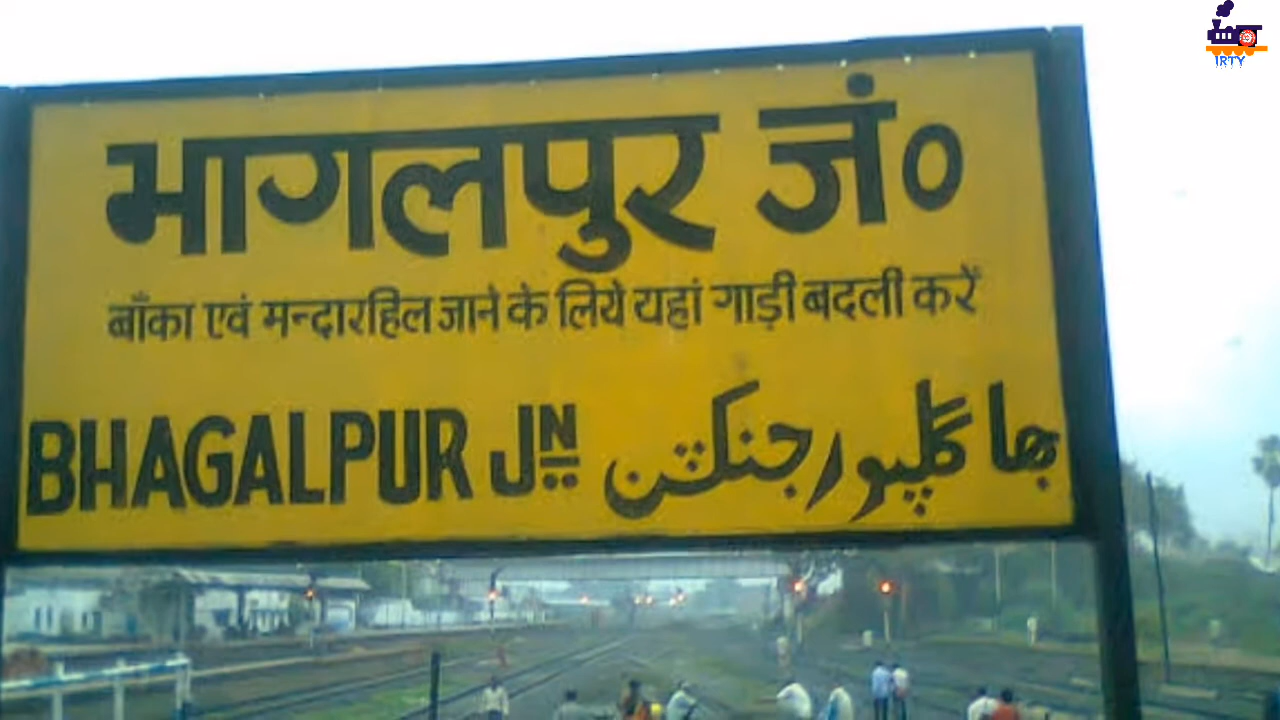 भागलपुर जं०
बाँका एवं मन्दारहिल जाने के लिये यहां गाड़ी बदली करें
BHAGALPUR JN بھاگلپور جنکشن
IRTY